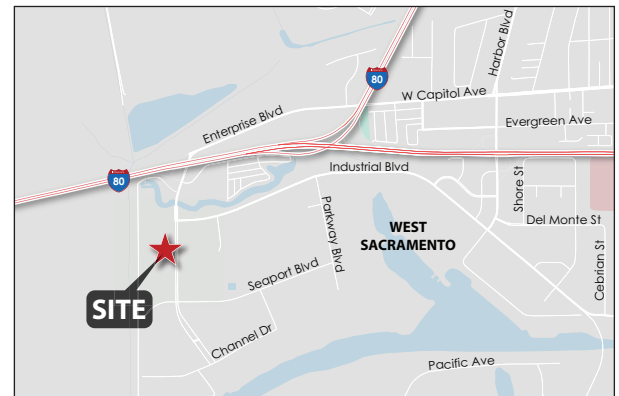 Harbor Blvd
80
W Capitol Ave
Enterprise Blvd
Evergreen Ave
Industrial Blvd
80
Shore St
Parkway Blvd
WEST
SACRAMENTO
Del Monte St
Cebrian St
Seaport Blvd
SITE
Channel Dr
Pacific Ave